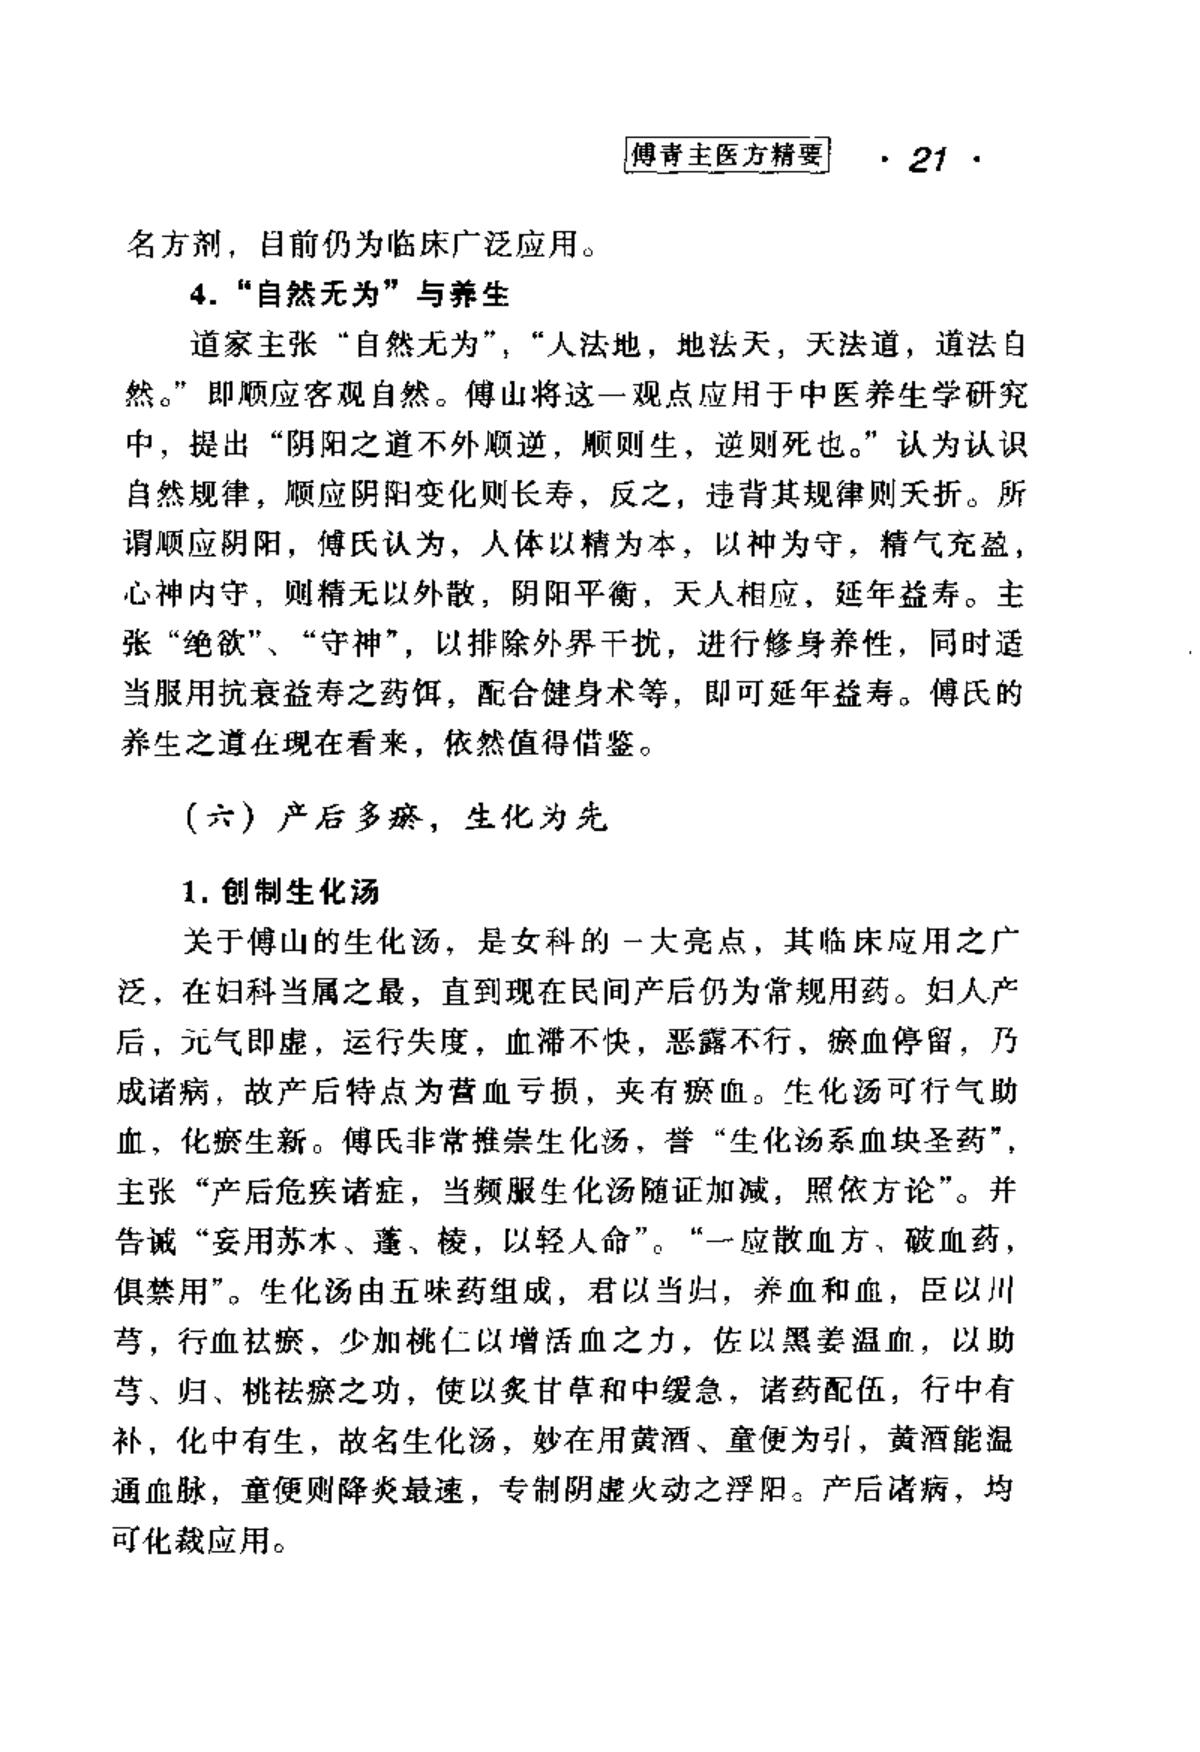 傅青主医方精要 · 21 ·
名方剂，目前仍为临床广泛应用。
4. “自然无为”与养生
道家主张“自然无为”，“人法地，地法天，天法道，道法自
然。”即顺应客观自然。傅山将这一观点应用于中医养生学研究
中，提出“阴阳之道不外顺逆，顺则生，逆则死也。”认为认识
自然规律，顺应阴阳变化则长寿，反之，违背其规律则夭折。所
谓顺应阴阳，傅氏认为，人体以精为本，以神为守，精气充盈，
心神内守，则精无以外散，阴阳平衡，天人相应，延年益寿。主
张“绝欲”、“守神”，以排除外界干扰，进行修身养性，同时适
当服用抗衰益寿之药饵，配合健身术等，即可延年益寿。傅氏的
养生之道在现在看来，依然值得借鉴。
（六）产后多瘀，生化为先
1. 创制生化汤
关于傅山的生化汤，是女科的一大亮点，其临床应用之广
泛，在妇科当属之最，直到现在民间产后仍为常规用药。妇人产
后，元气即虚，运行失度，血滞不快，恶露不行，瘀血停留，乃
成诸病，故产后特点为营血亏损，夹有瘀血。生化汤可行气助
血，化瘀生新。傅氏非常推崇生化汤，誉“生化汤系血块圣药”，
主张“产后危疾诸症，当频服生化汤随证加减，照依方论”。并
告诫“妄用苏木、蓬、棱，以轻人命”。“一应散血方、破血药，
俱禁用”。生化汤由五味药组成，君以当归，养血和血，臣以川
芎，行血祛瘀，少加桃仁以增活血之力，佐以黑姜温血，以助
芎、归、桃祛瘀之功，使以炙甘草和中缓急，诸药配伍，行中有
补，化中有生，故名生化汤，妙在用黄酒、童便为引，黄酒能温
通血脉，童便则降炎最速，专制阴虚火动之浮阳。产后诸病，均
可化裁应用。